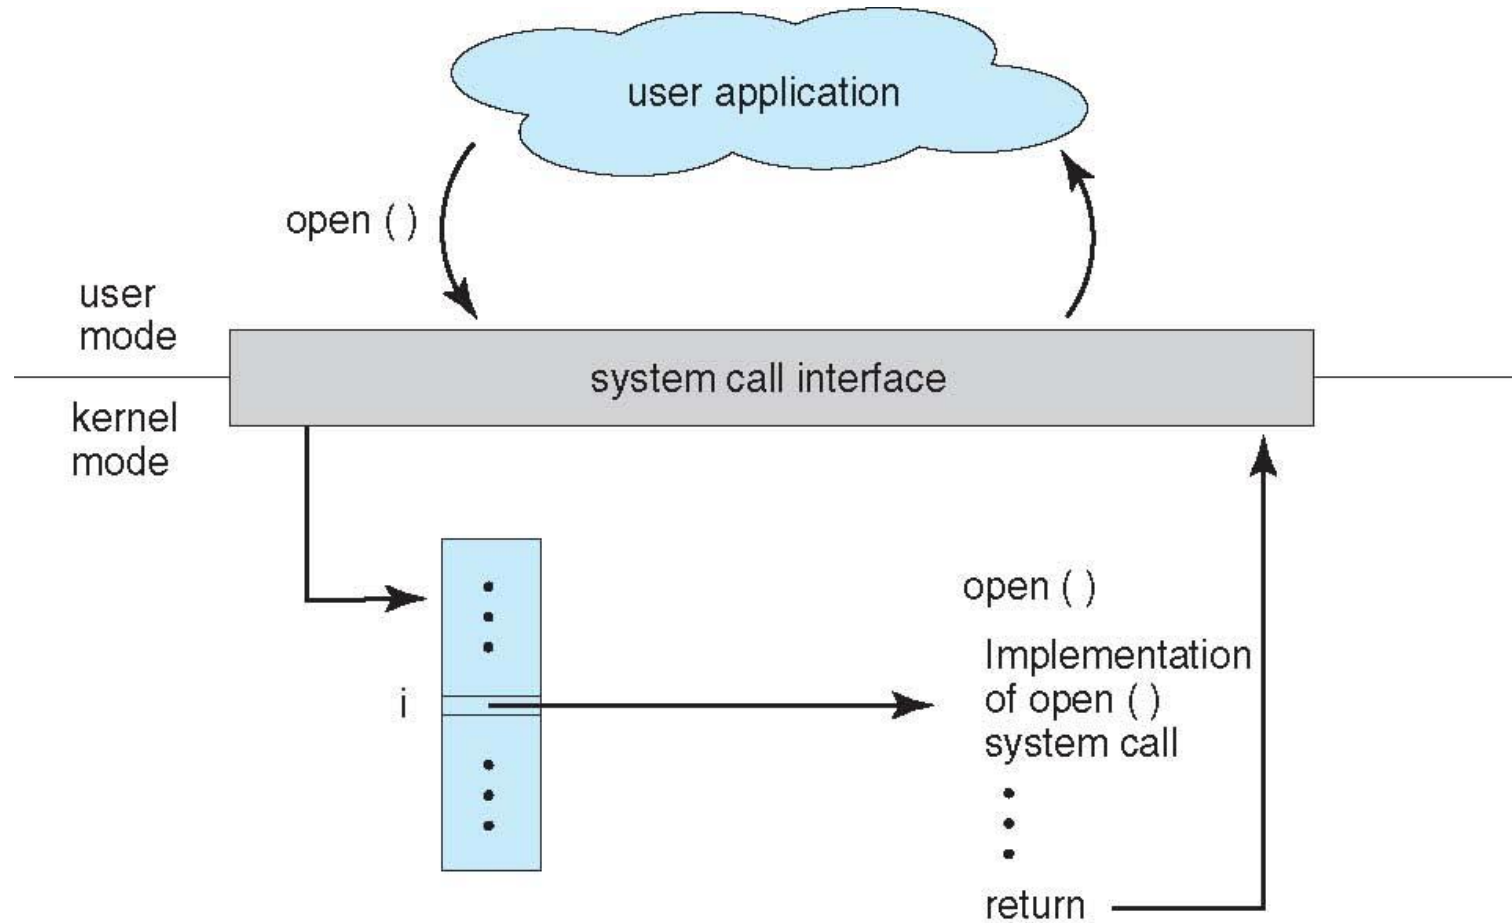 user application
open ( )
user
mode
system call interface
kernel
mode
open ( )
Implementation
of open ( )
system call
i
return